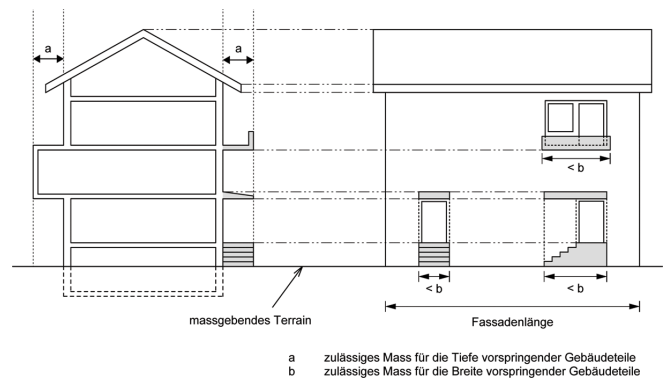 a
a
< b
< b
< b
massgebendes Terrain
Fassadenlänge
a zulässiges Mass für die Tiefe vorspringender Gebäudeteile
b zulässiges Mass für die Breite vorspringender Gebäudeteile